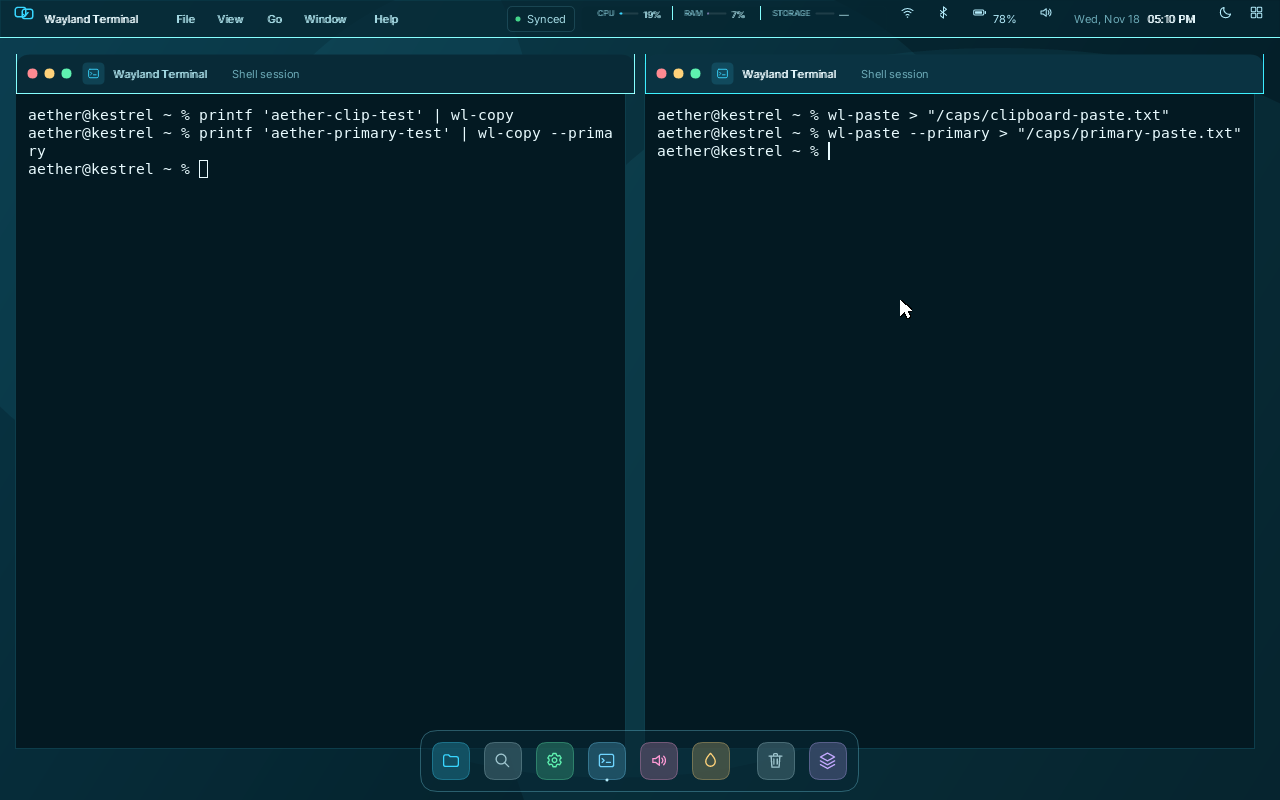 Wayland Terminal File View Go Window Help Synced CPU 19% RAM 7% STORAGE — 78% Wed, Nov 18 05:10 PM
Wayland Terminal Shell session
aether@kestrel ~ % printf 'aether-clip-test' | wl-copy
aether@kestrel ~ % printf 'aether-primary-test' | wl-copy --prima
ry
aether@kestrel ~ %
Wayland Terminal Shell session
aether@kestrel ~ % wl-paste > "/caps/clipboard-paste.txt"
aether@kestrel ~ % wl-paste --primary > "/caps/primary-paste.txt"
aether@kestrel ~ %